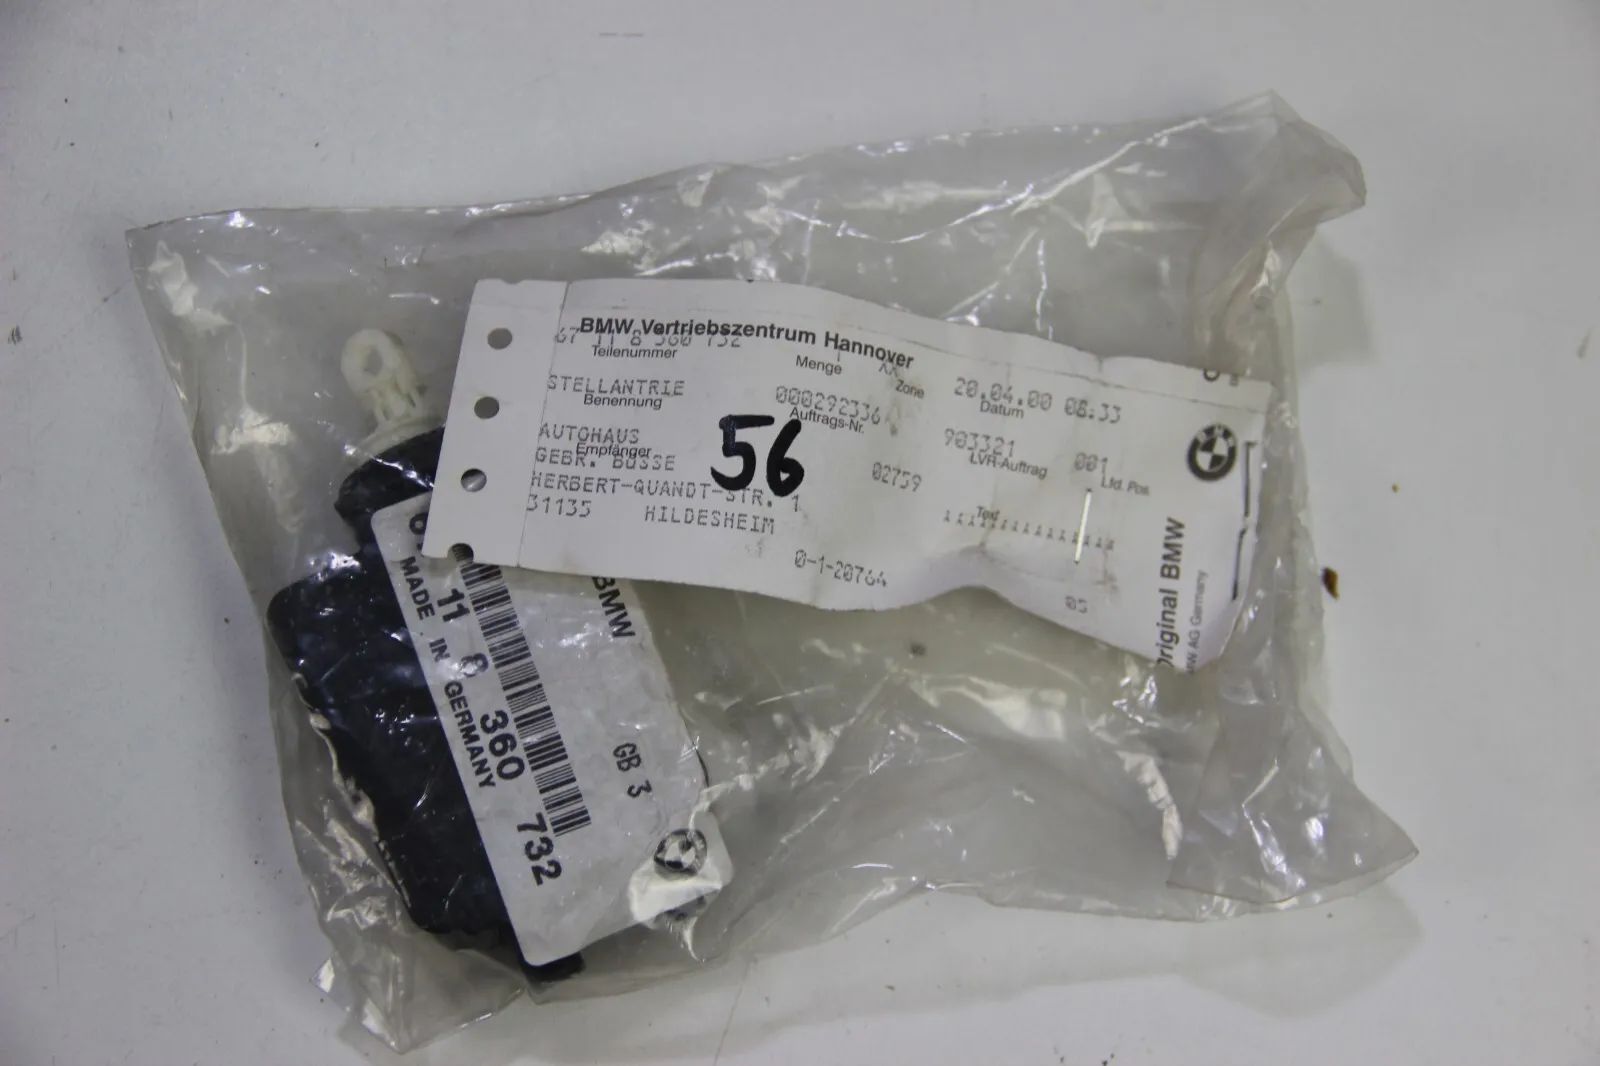 BMW Vertriebszentrum Hannover
67 11 8 360 732
Teilenummer
Menge
1
XX
Zone
20.04.00 08.33
Datum
STELLANTRIE
Benennung
000292336
Auftrags-Nr.
903321
LVR-Auftrag
001
Lfd. Pos.
AUTOHAUS
Empfänger
GEBR. BUSSE
02759
HERBERT-QUANDT-STR. 1
31135 HILDESHEIM
Text
0-1-20764
05
56
Original BMW
AG Germany
BMW
11 8 360 732
MADE IN GERMANY
GB 3